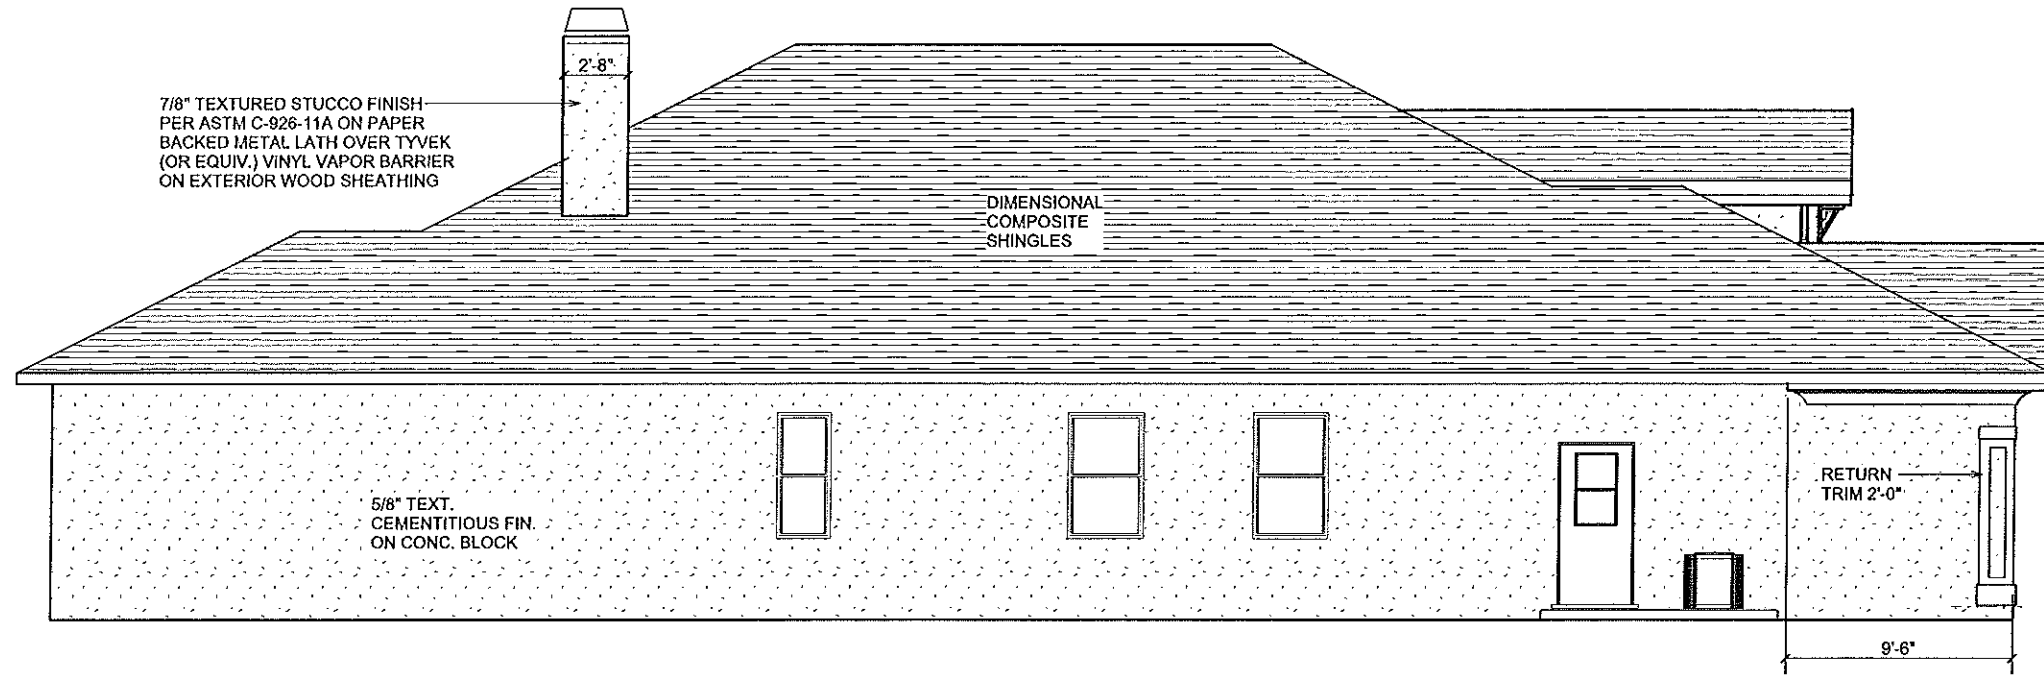 2'-8"
7/8" TEXTURED STUCCO FINISH
PER ASTM C-926-11A ON PAPER
BACKED METAL LATH OVER TYVEK
(OR EQUIV.) VINYL VAPOR BARRIER
ON EXTERIOR WOOD SHEATHING
DIMENSIONAL
COMPOSITE
SHINGLES
5/8" TEXT.
CEMENTITIOUS FIN.
ON CONC. BLOCK
RETURN
TRIM 2'-0"
9'-6"